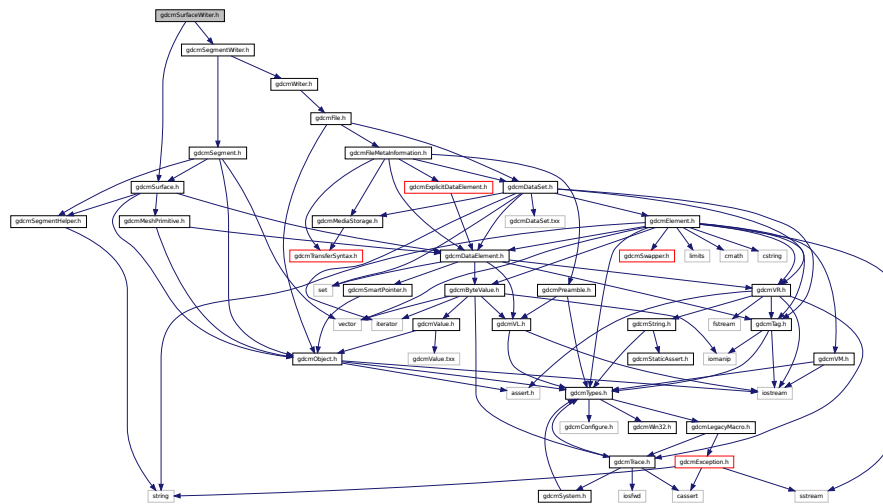 gdcmSurfaceWriter.h
gdcmSegmentWriter.h
gdcmWriter.h
gdcmFile.h
gdcmSegment.h
gdcmFileMetaInformation.h
gdcmSurface.h
gdcmExplicitDataElement.h
gdcmDataSet.h
gdcmSegmentHelper.h
gdcmMeshPrimitive.h
gdcmMediaStorage.h
gdcmDataSet.txx
gdcmElement.h
gdcmTransferSyntax.h
gdcmDataElement.h
gdcmSwapper.h
limits
cmath
cstring
set
gdcmSmartPointer.h
gdcmByteValue.h
gdcmPreamble.h
gdcmVR.h
vector
iterator
gdcmValue.h
gdcmVL.h
gdcmString.h
fstream
gdcmTag.h
gdcmObject.h
gdcmValue.txx
gdcmStaticAssert.h
iomanip
gdcmVM.h
assert.h
gdcmTypes.h
iostream
gdcmConfigure.h
gdcmWin32.h
gdcmLegacyMacro.h
gdcmTrace.h
gdcmException.h
string
gdcmSystem.h
iosfwd
cassert
sstream